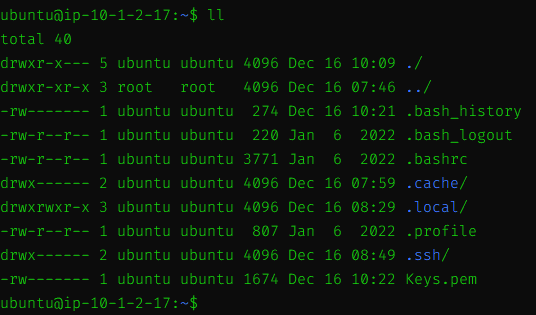 ubuntu@ip-10-1-2-17:~$ ll
total 40
drwxr-x--- 5 ubuntu ubuntu 4096 Dec 16 10:09 ./
drwxr-xr-x 3 root   root   4096 Dec 16 07:46 ../
-rw------- 1 ubuntu ubuntu  274 Dec 16 10:21 .bash_history
-rw-r--r-- 1 ubuntu ubuntu  220 Jan  6  2022 .bash_logout
-rw-r--r-- 1 ubuntu ubuntu 3771 Jan  6  2022 .bashrc
drwx------ 2 ubuntu ubuntu 4096 Dec 16 07:59 .cache/
drwxrwxr-x 3 ubuntu ubuntu 4096 Dec 16 08:29 .local/
-rw-r--r-- 1 ubuntu ubuntu  807 Jan  6  2022 .profile
drwx------ 2 ubuntu ubuntu 4096 Dec 16 08:49 .ssh/
-rw------- 1 ubuntu ubuntu 1674 Dec 16 10:22 Keys.pem
ubuntu@ip-10-1-2-17:~$